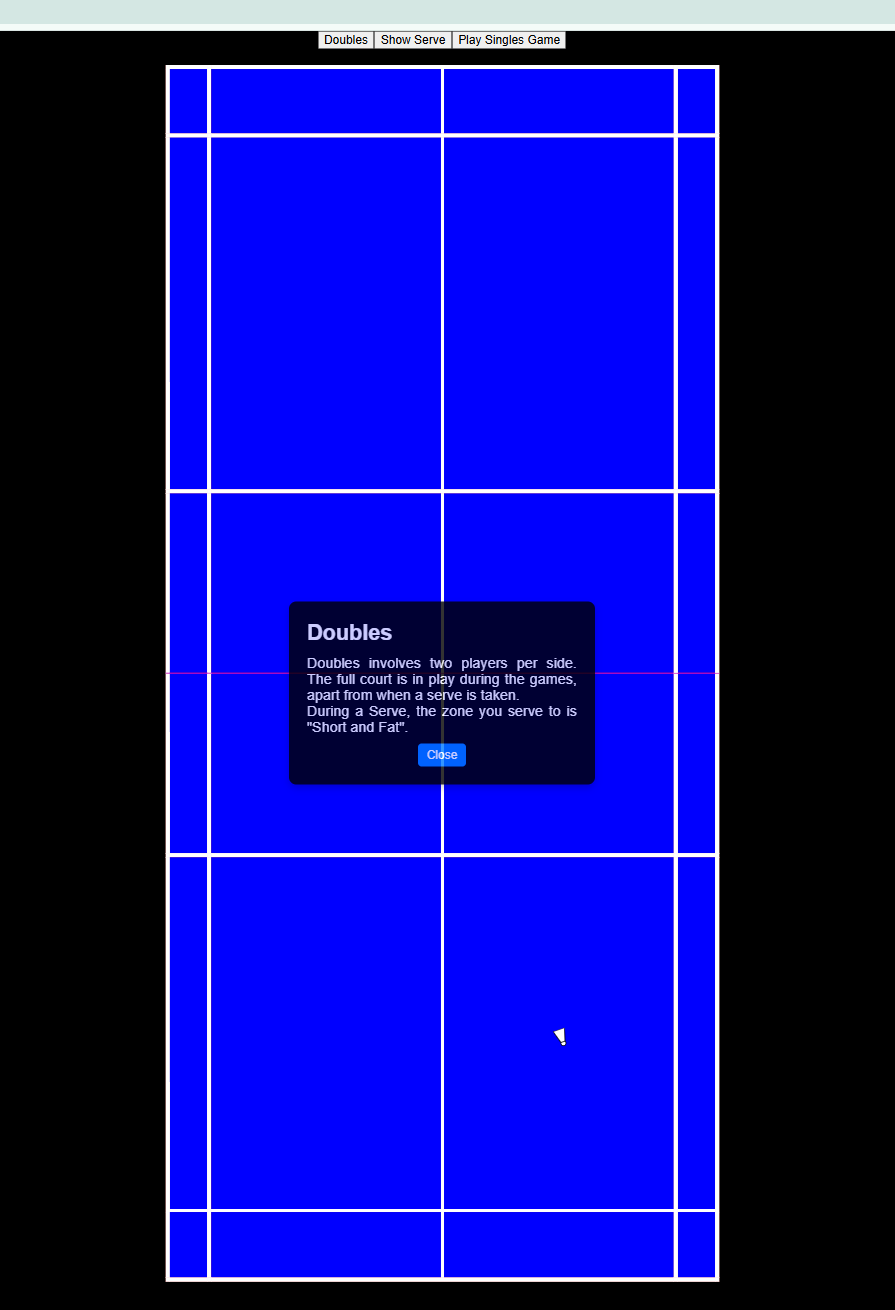 Doubles Show Serve Play Singles Game
Doubles
Doubles involves two players per side.
The full court is in play during the games,
apart from when a serve is taken.
During a Serve, the zone you serve to is
"Short and Fat".
Close